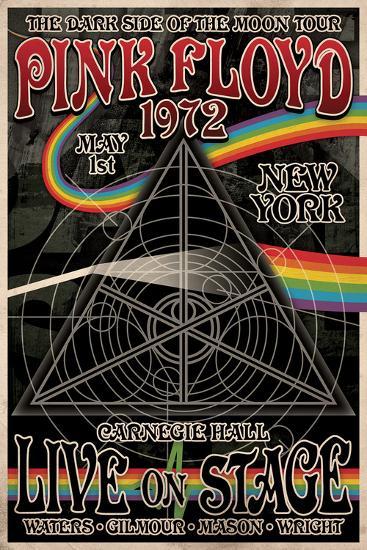 THE DARK SIDE OF THE MOON TOUR
PINK FLOYD
1972
MAY
1st
NEW
YORK
CARNEGIE HALL
LIVE ON STAGE
WATERS • GILMOUR • MASON • WRIGHT